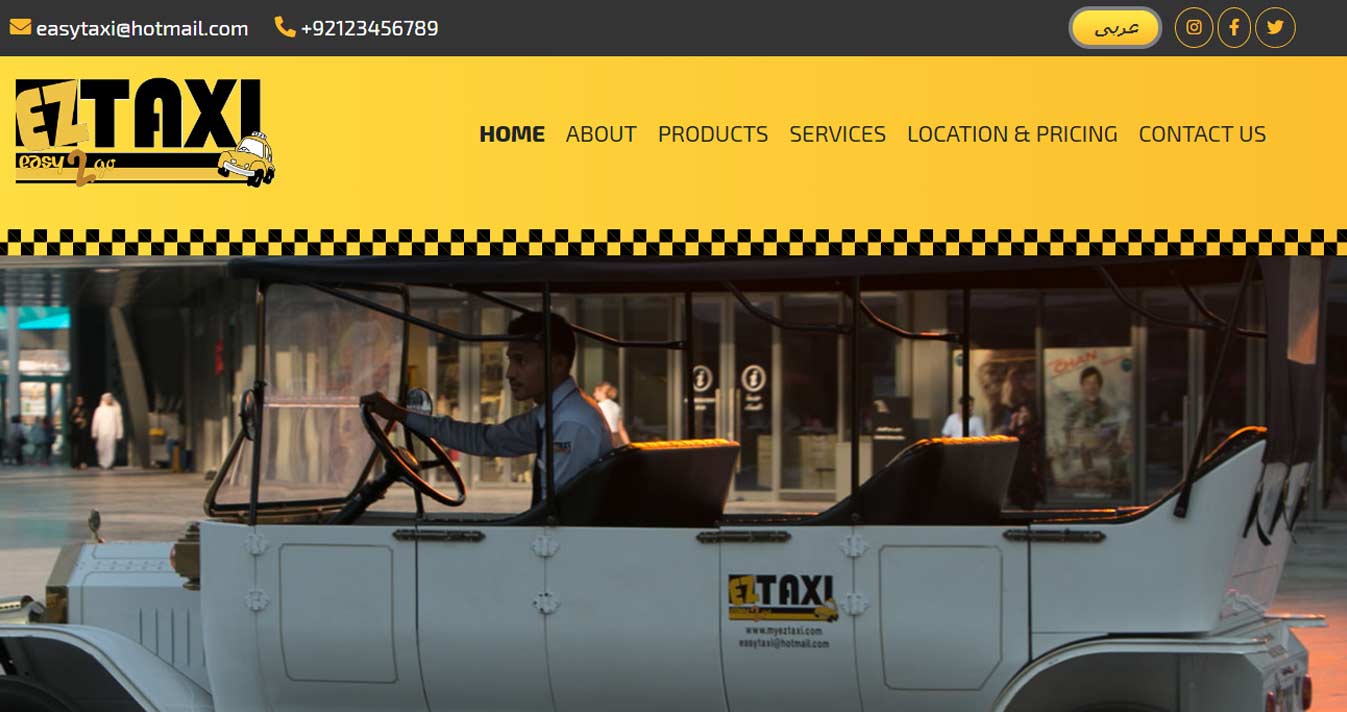 easytaxi@hotmail.com
+92123456789
عربى
EZTAXI
easy 2 go
HOME
ABOUT
PRODUCTS
SERVICES
LOCATION & PRICING
CONTACT US
CHAN
EZTAXI
www.myeztaxi.com
easytaxi@hotmail.com